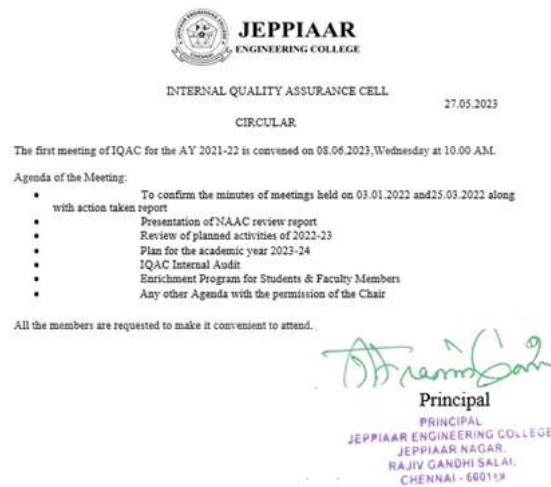 JEPPIAAR
ENGINEERING COLLEGE
INTERNAL QUALITY ASSURANCE CELL
27.05.2023
CIRCULAR
The first meeting of IQAC for the AY 2021-22 is convened on 08.06.2023,Wednesday at 10.00 AM.
Agenda of the Meeting:
• To confirm the minutes of meetings held on 03.01.2022 and25.03.2022 along
with action taken report
• Presentation of NAAC review report
• Review of planned activities of 2022-23
• Plan for the academic year 2023-24
• IQAC Internal Audit
• Enrichment Program for Students & Faculty Members
• Any other Agenda with the permission of the Chair
All the members are requested to make it convenient to attend.
Principal
PRINCIPAL
JEPPIAAR ENGINEERING COLLEGE
JEPPIAAR NAGAR,
RAJIV GANDHI SALAI,
CHENNAI -